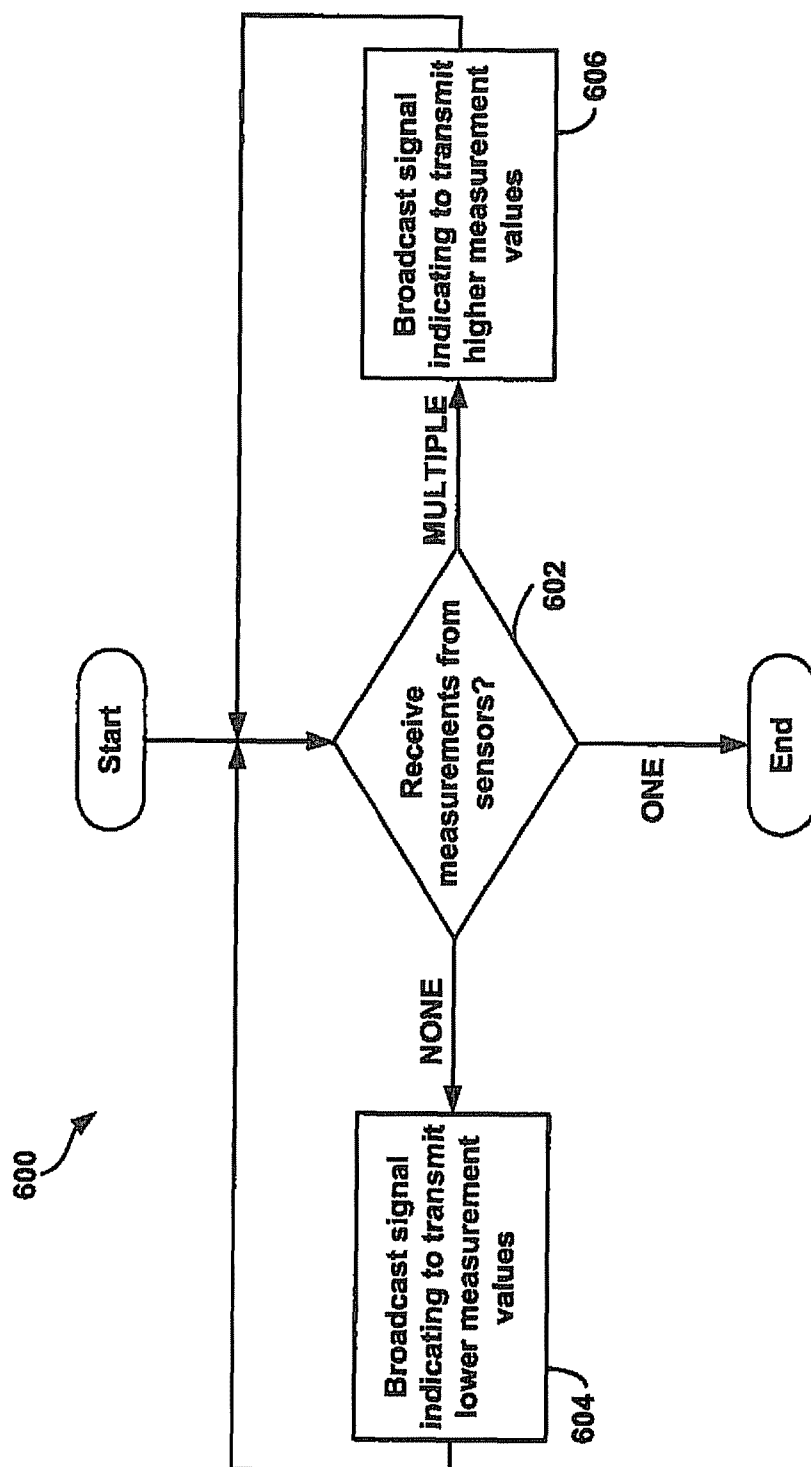 600
Start
Receive
measurements from
sensors?
602
NONE
MULTIPLE
ONE
Broadcast signal
indicating to transmit
lower measurement
values
604
Broadcast signal
indicating to transmit
higher measurement
values
606
End